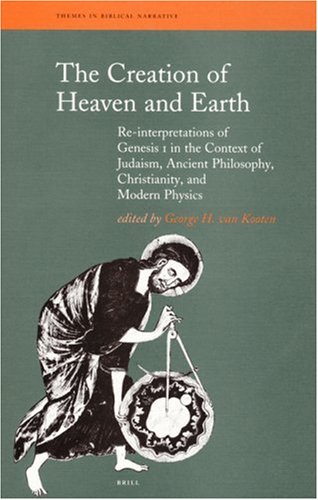 THEMES IN BIBLICAL NARRATIVE
The Creation of
Heaven and Earth
Re-interpretations of
Genesis 1 in the Context of
Judaism, Ancient Philosophy,
Christianity, and
Modern Physics
edited by George H. van Kooten
BRILL